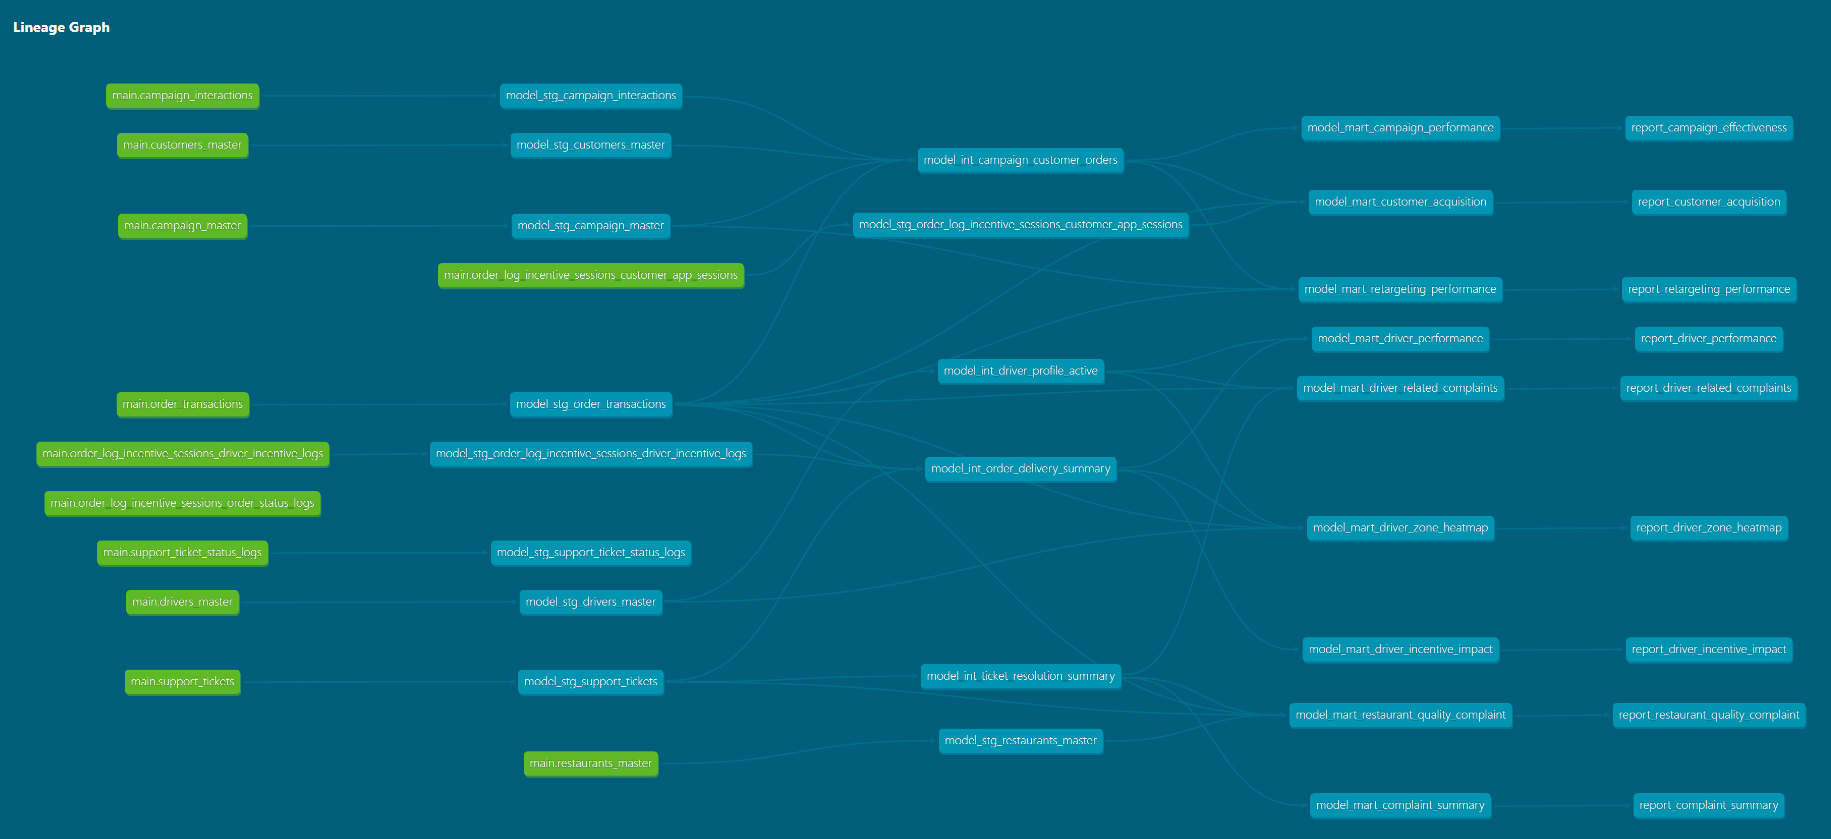 Lineage Graph
main.campaign_interactions
model_stg_campaign_interactions
model_mart_campaign_performance
report_campaign_effectiveness
main.customers_master
model_stg_customers_master
model_int_campaign_customer_orders
model_mart_customer_acquisition
report_customer_acquisition
main.campaign_master
model_stg_campaign_master
model_stg_order_log_incentive_sessions_customer_app_sessions
main.order_log_incentive_sessions_customer_app_sessions
model_mart_retargeting_performance
report_retargeting_performance
model_mart_driver_performance
report_driver_performance
model_int_driver_profile_active
model_mart_driver_related_complaints
report_driver_related_complaints
main.order_transactions
model_stg_order_transactions
main.order_log_incentive_sessions_driver_incentive_logs
model_stg_order_log_incentive_sessions_driver_incentive_logs
model_int_order_delivery_summary
main.order_log_incentive_sessions_order_status_logs
model_mart_driver_zone_heatmap
report_driver_zone_heatmap
main.support_ticket_status_logs
model_stg_support_ticket_status_logs
main.drivers_master
model_stg_drivers_master
model_mart_driver_incentive_impact
report_driver_incentive_impact
main.support_tickets
model_stg_support_tickets
model_int_ticket_resolution_summary
model_mart_restaurant_quality_complaint
report_restaurant_quality_complaint
model_stg_restaurants_master
main.restaurants_master
model_mart_complaint_summary
report_complaint_summary